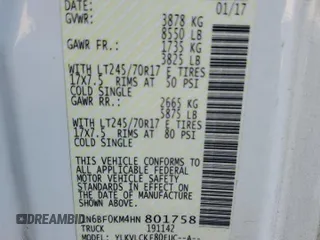 DATE: 01/17
GVWR: 3878 KG
8550 LB
GAWR FR.: 1735 KG
3825 LB
WITH LT245/70R17 E TIRES
17X7.5 RIMS AT 50 PSI
COLD SINGLE
GAWR RR.: 2665 KG
5875 LB
WITH LT245/70R17 E TIRES
17X7.5 RIMS AT 80 PSI
COLD SINGLE
THIS VEHICLE CONFORMS TO ALL
APPLICABLE FEDERAL MOTOR VEHICLE
SAFETY STANDARDS IN EFFECT ON
THE DATE OF MANUFACTURE SHOWN
ABOVE.
1N6BF0KM4HN801758
TRUCK 191142
MODEL:
AUTOBIDMASTER